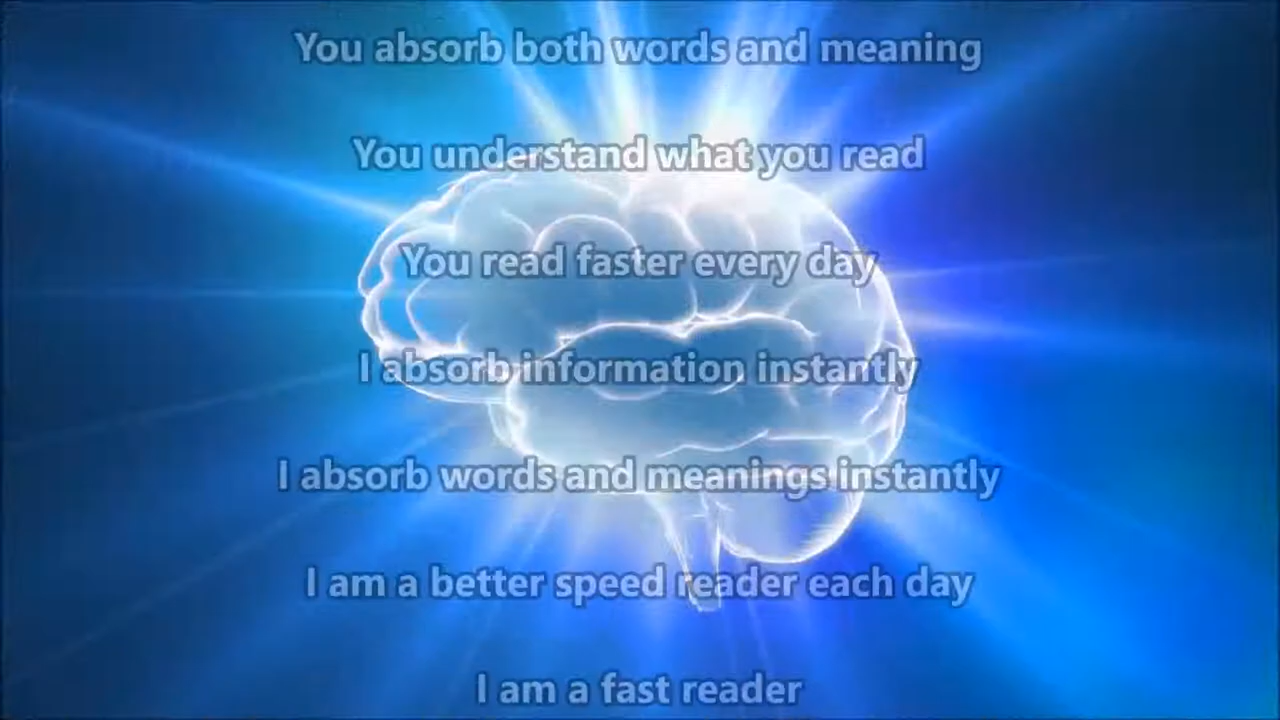 You absorb both words and meaning
You understand what you read
You read faster every day
I absorb information instantly
I absorb words and meanings instantly
I am a better speed reader each day
I am a fast reader